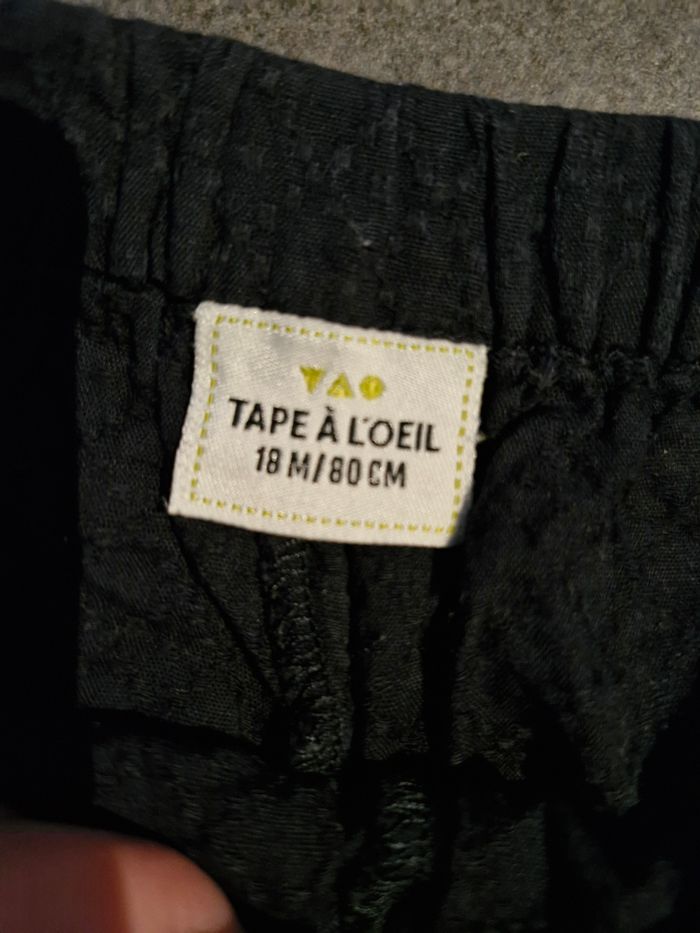 TAO
TAPE À L'OEIL
18 M/80 CM